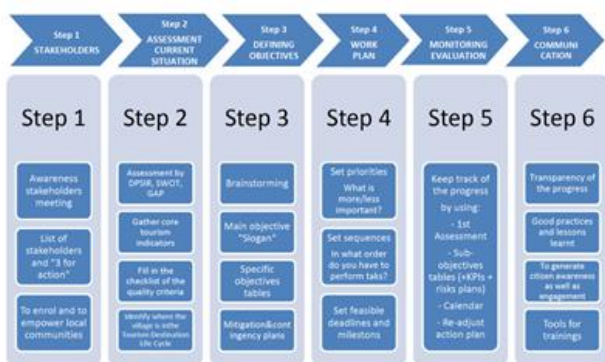 Step 1
STAKEHOLDERS
Step 2
ASSESSMENT
CURRENT
SITUATION
Step 3
DEFINING
OBJECTIVES
Step 4
WORK
PLAN
Step 5
MONITORING
EVALUATION
Step 6
COMMUNI
CATION
Step 1
Awareness
stakeholders
meeting
List of
stakeholders
and "3 for
action"
To enrol and to
empower local
communities
Step 2
Assessment by
DPSIR, SWOT,
GAP
Gather core
tourism
indicators
Fill in the
checklist of the
quality criteria
Identify where the
village is inthe
Tourism Destination
Life Cycle
Step 3
Brainstorming
Main objective
"Slogan"
Specific
objectives
tables
Mitigation&cont
ingency plans
Step 4
Set priorities
What is
more/less
important?
Set sequences
In what order
do you have to
perform taks?
Set feasible
deadlines and
milestons
Step 5
Keep track of
the progress
by using:
- 1st
Assessment
- Sub-
objectives
tables (+KPIs +
risks plans)
- Calendar
- Re-adjust
action plan
Step 6
Transparency
of the
progress
Good practices
and lessons
learnt
To generate
citizen awareness
as well as
engagement
Tools for
trainings